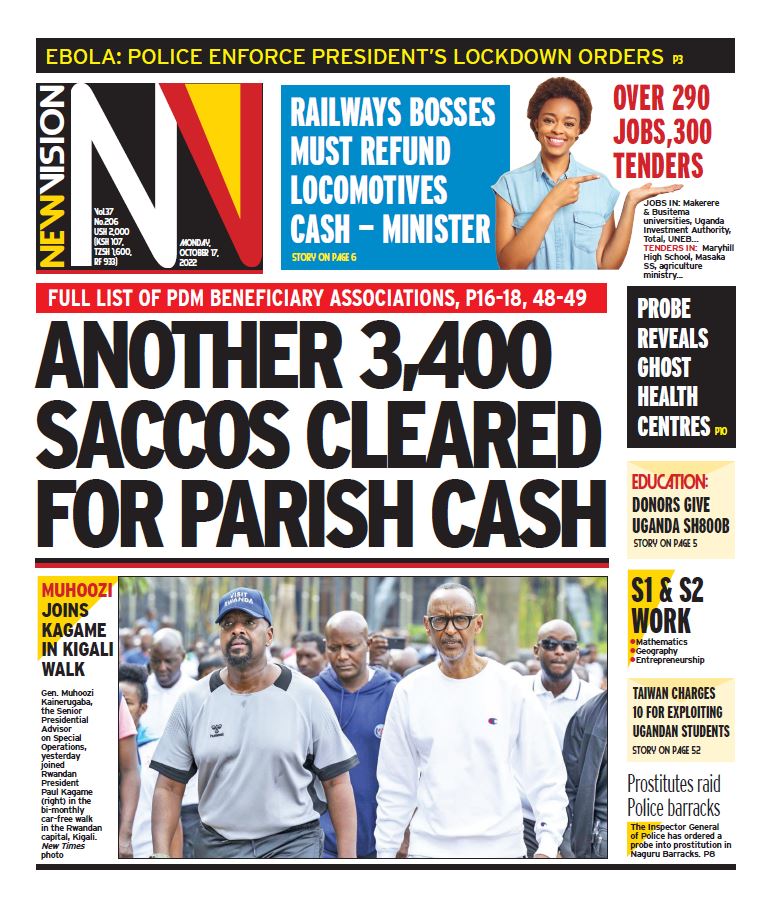 EBOLA: POLICE ENFORCE PRESIDENT'S LOCKDOWN ORDERS P3
NEW VISION
Vol.37
No.206
USH 2,000
(KSH 107,
TZSH 1,600,
RF 933)
MONDAY,
OCTOBER 17,
2022
RAILWAYS BOSSES
MUST REFUND
LOCOMOTIVES
CASH – MINISTER
STORY ON PAGE 6
OVER 290
JOBS,300
TENDERS
JOBS IN: Makerere
& Busitema
universities, Uganda
Investment Authority,
Total, UNEB...
TENDERS IN: Maryhill
High School, Masaka
SS, agriculture
ministry...
FULL LIST OF PDM BENEFICIARY ASSOCIATIONS, P16-18, 48-49
ANOTHER 3,400
SACCOS CLEARED
FOR PARISH CASH
PROBE
REVEALS
GHOST
HEALTH
CENTRES P10
EDUCATION:
DONORS GIVE
UGANDA SH800B
STORY ON PAGE 5
S1 & S2
WORK
Mathematics
Geography
Entrepreneurship
TAIWAN CHARGES
10 FOR EXPLOITING
UGANDAN STUDENTS
STORY ON PAGE 52
Prostitutes raid
Police barracks
The Inspector General
of Police has ordered a
probe into prostitution in
Naguru Barracks. P8
MUHOOZI
JOINS
KAGAME
IN KIGALI
WALK
Gen. Muhoozi
Kainerugaba,
the Senior
Presidential
Advisor
on Special
Operations,
yesterday
joined
Rwandan
President
Paul Kagame
(right) in the
bi-monthly
car-free walk
in the Rwandan
capital, Kigali.
New Times
photo
VISIT
RWANDA
hummel